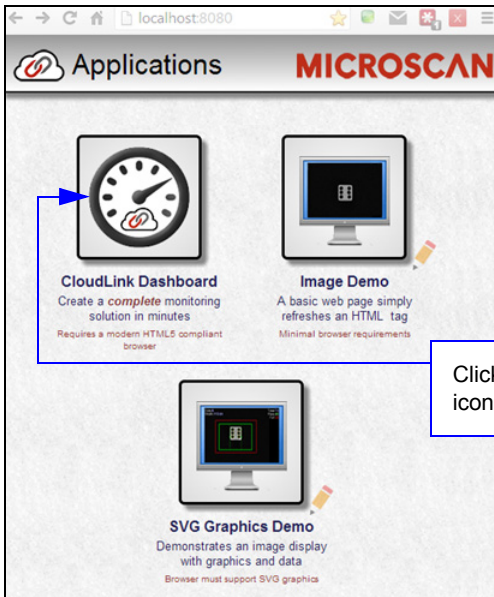 localhost:8080
Applications
MICROSCAN
CloudLink Dashboard
Create a complete monitoring
solution in minutes
Requires a modern HTML5 compliant
browser
Image Demo
A basic web page simply
refreshes an HTML tag
Minimal browser requirements
icon
SVG Graphics Demo
Demonstrates an image display
with graphics and data
Browser must support SVG graphics